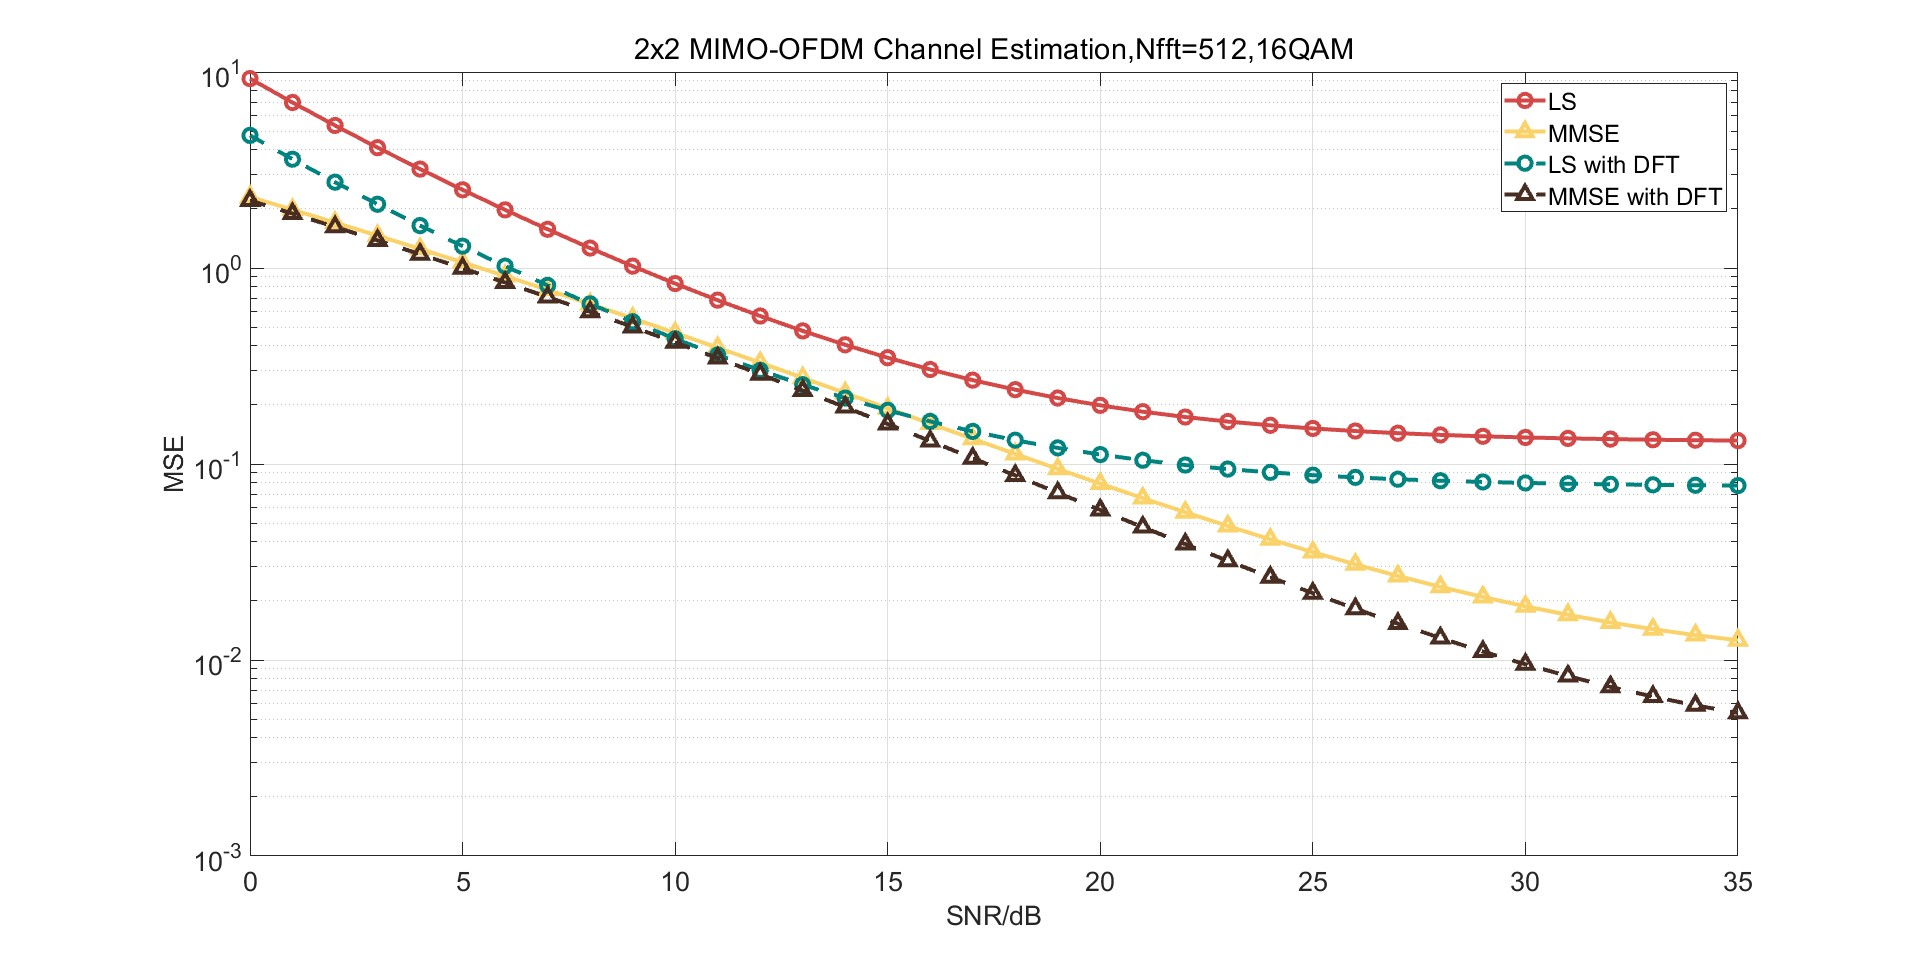 2x2 MIMO-OFDM Channel Estimation,Nfft=512,16QAM
LS
MMSE
LS with DFT
MMSE with DFT
10^1
10^0
10^-1
10^-2
10^-3
MSE
0 5 10 15 20 25 30 35
SNR/dB